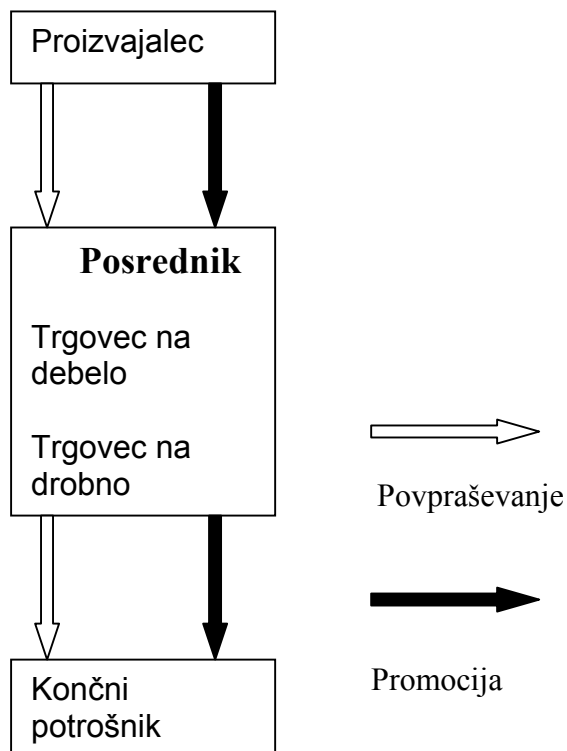 Proizvajalec
Posrednik
Trgovec na
debelo
Trgovec na
drobno
Povpraševanje
Končni
potrošnik
Promocija